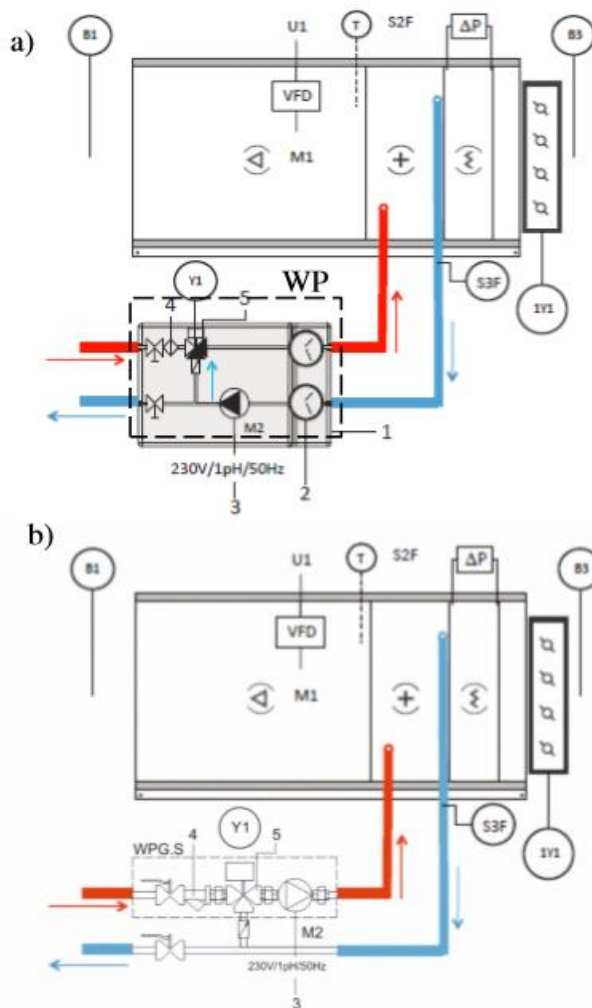 a)
B1
U1
T
S2F
ΔP
B3
VFD
M1
Y1
WP
4
5
S3F
1Y1
M2
1
230V/1pH/50Hz
3
2
b)
B1
U1
T
S2F
ΔP
B3
VFD
M1
Y1
S3F
WPG.S
4
5
1Y1
M2
230V/1pH/50Hz
3